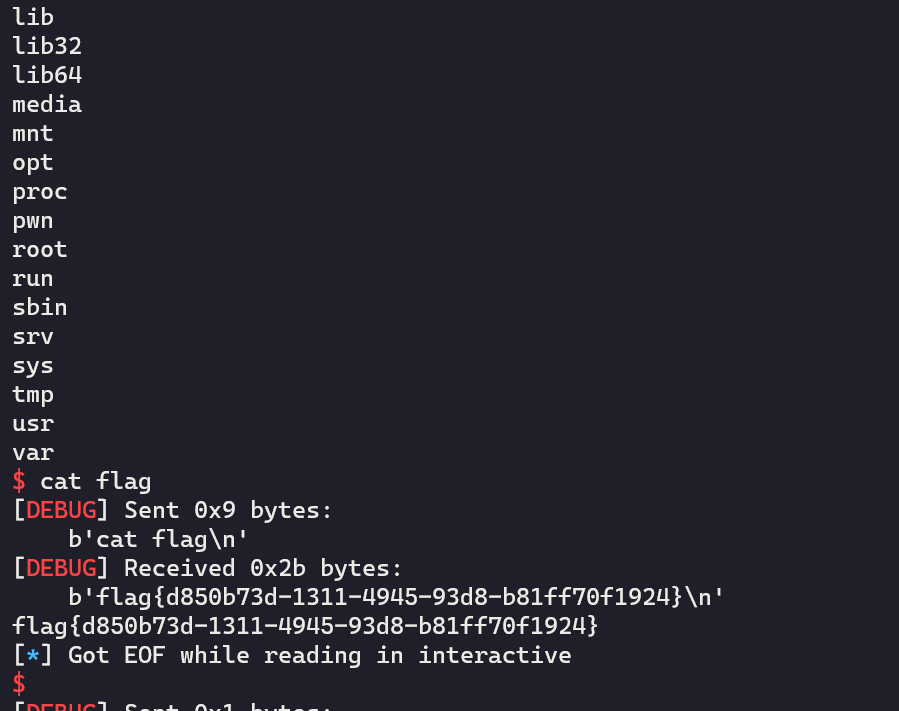 lib
lib32
lib64
media
mnt
opt
proc
pwn
root
run
sbin
srv
sys
tmp
usr
var
$ cat flag
[DEBUG] Sent 0x9 bytes:
    b'cat flag\n'
[DEBUG] Received 0x2b bytes:
    b'flag{d850b73d-1311-4945-93d8-b81ff70f1924}\n'
flag{d850b73d-1311-4945-93d8-b81ff70f1924}
[*] Got EOF while reading in interactive
$
[DEBUG] Sent 0x1 bytes: